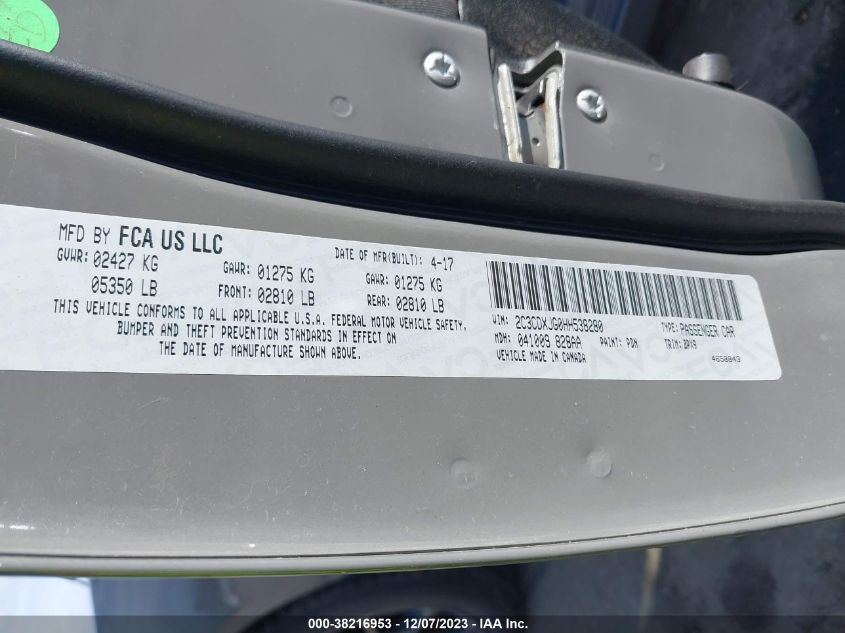 MFD BY FCA US LLC
DATE OF MFR(BUILT): 4-17
GVWR: 02427 KG
GAWR: 01275 KG
GAWR: 01275 KG
05350 LB
FRONT: 02810 LB
REAR: 02810 LB
THIS VEHICLE CONFORMS TO ALL APPLICABLE U.S.A. FEDERAL MOTOR VEHICLE SAFETY,
BUMPER AND THEFT PREVENTION STANDARDS IN EFFECT ON
THE DATE OF MANUFACTURE SHOWN ABOVE.
VIN: 2C3CDXJG0HH538280
TYPE: PASSENGER CAR
MDH: 041009 828AA
PAINT: PDN
TRIM: DPX9
VEHICLE MADE IN CANADA
4658843
000-38216953 - 12/07/2023 - IAA Inc.